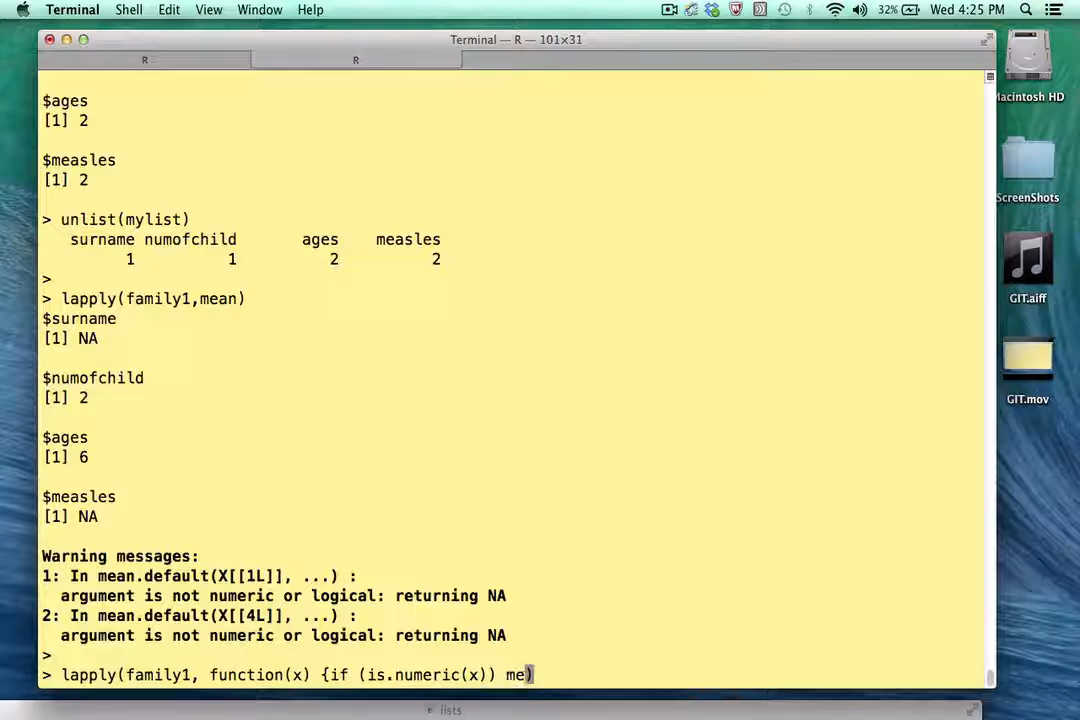 Terminal Shell Edit View Window Help 32% Wed 4:25 PM
Terminal — R — 101×31
R R
$ages
[1] 2
$measles
[1] 2
> unlist(mylist)
surname numofchild ages measles
1 1 2 2
>
> lapply(family1,mean)
$surname
[1] NA
$numofchild
[1] 2
$ages
[1] 6
$measles
[1] NA
Warning messages:
1: In mean.default(X[[1L]], ...) :
argument is not numeric or logical: returning NA
2: In mean.default(X[[4L]], ...) :
argument is not numeric or logical: returning NA
>
> lapply(family1, function(x) {if (is.numeric(x)) me)
Macintosh HD
ScreenShots
GIT.aiff
GIT.mov
lists